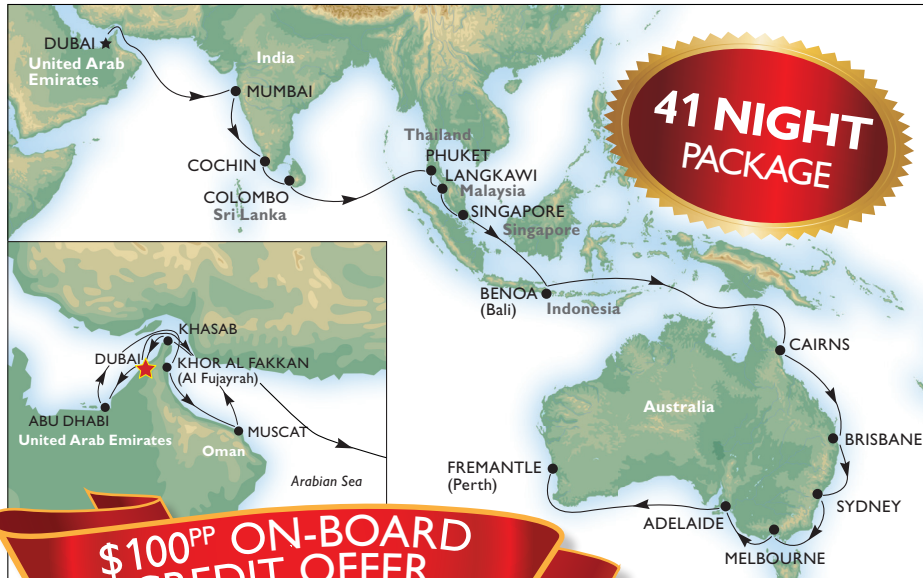 DUBAI
United Arab
Emirates
India
MUMBAI
COCHIN
COLOMBO
Sri Lanka
Thailand
PHUKET
LANGKAWI
Malaysia
SINGAPORE
Singapore
BENOA
(Bali)
Indonesia
41 NIGHT
PACKAGE
CAIRNS
Australia
BRISBANE
SYDNEY
MELBOURNE
ADELAIDE
FREMANTLE
(Perth)
KHASAB
DUBAI
KHOR AL FAKKAN
(Al Fujayrah)
ABU DHABI
United Arab Emirates
MUSCAT
Oman
Arabian Sea
$100PP ON-BOARD
CREDIT OFFER